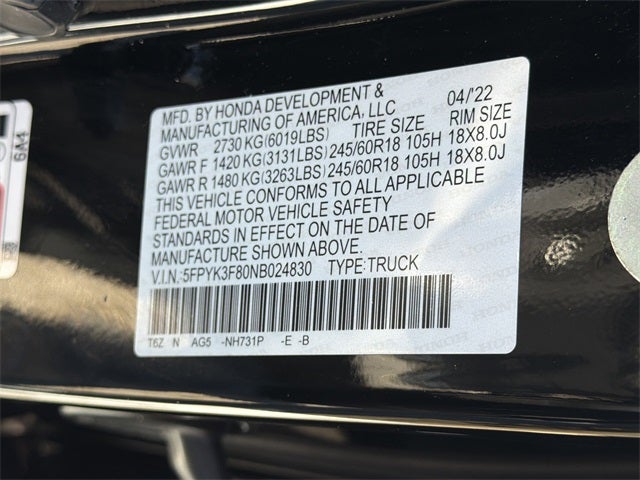 MFD. BY HONDA DEVELOPMENT & 04/'22
MANUFACTURING OF AMERICA, LLC
GVWR 2730 KG(6019LBS) TIRE SIZE RIM SIZE
GAWR F 1420 KG(3131LBS) 245/60R18 105H 18X8.0J
GAWR R 1480 KG(3263LBS) 245/60R18 105H 18X8.0J
THIS VEHICLE CONFORMS TO ALL APPLICABLE
FEDERAL MOTOR VEHICLE SAFETY
STANDARDS IN EFFECT ON THE DATE OF
MANUFACTURE SHOWN ABOVE.
V.I.N.:5FPYK3F80NB024830 TYPE:TRUCK
T6Z N AG5 -NH731P -E -B
6A4